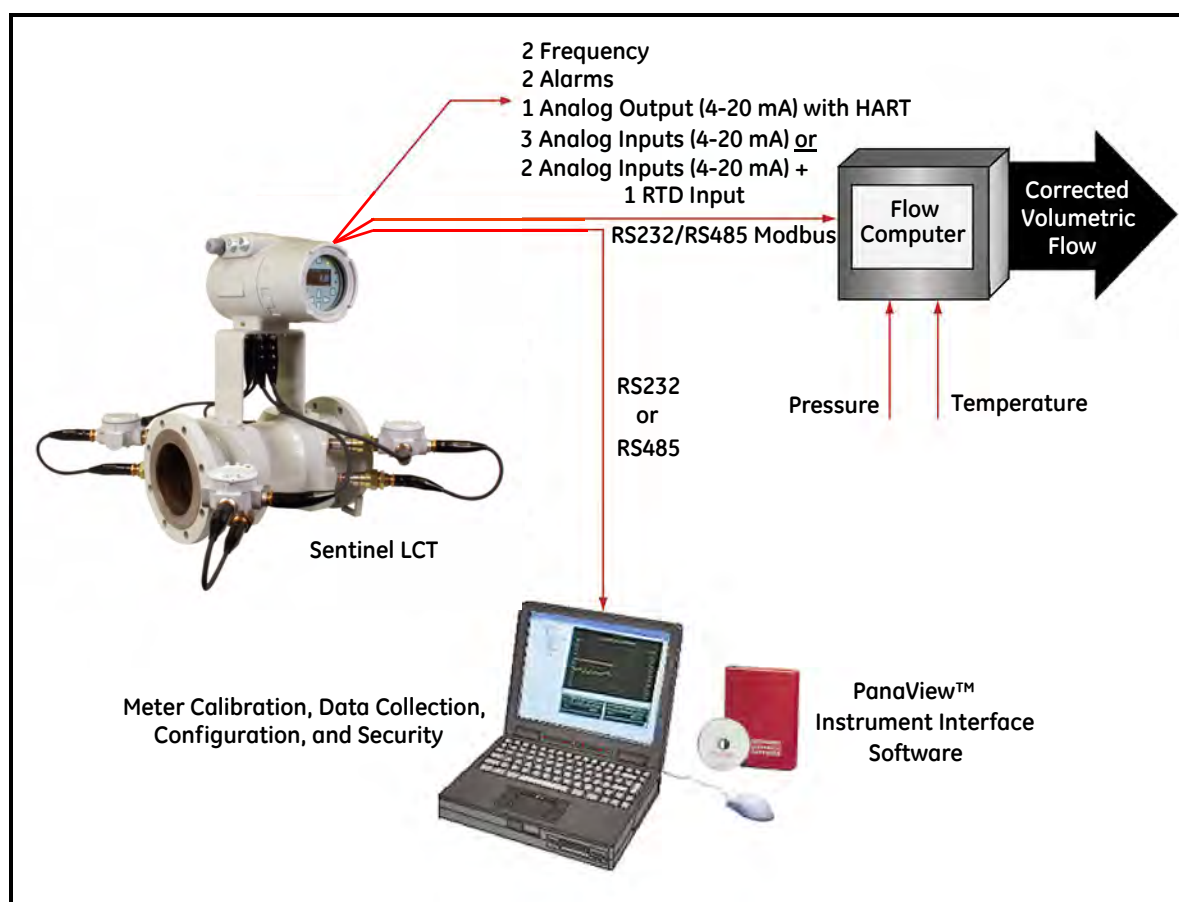 2 Frequency
2 Alarms
1 Analog Output (4-20 mA) with HART
3 Analog Inputs (4-20 mA) or
2 Analog Inputs (4-20 mA) +
1 RTD Input
RS232/RS485 Modbus
Flow
Computer
Corrected
Volumetric
Flow
Pressure
Temperature
RS232
or
RS485
Sentinel LCT
Meter Calibration, Data Collection,
Configuration, and Security
PanaView™
Instrument Interface
Software